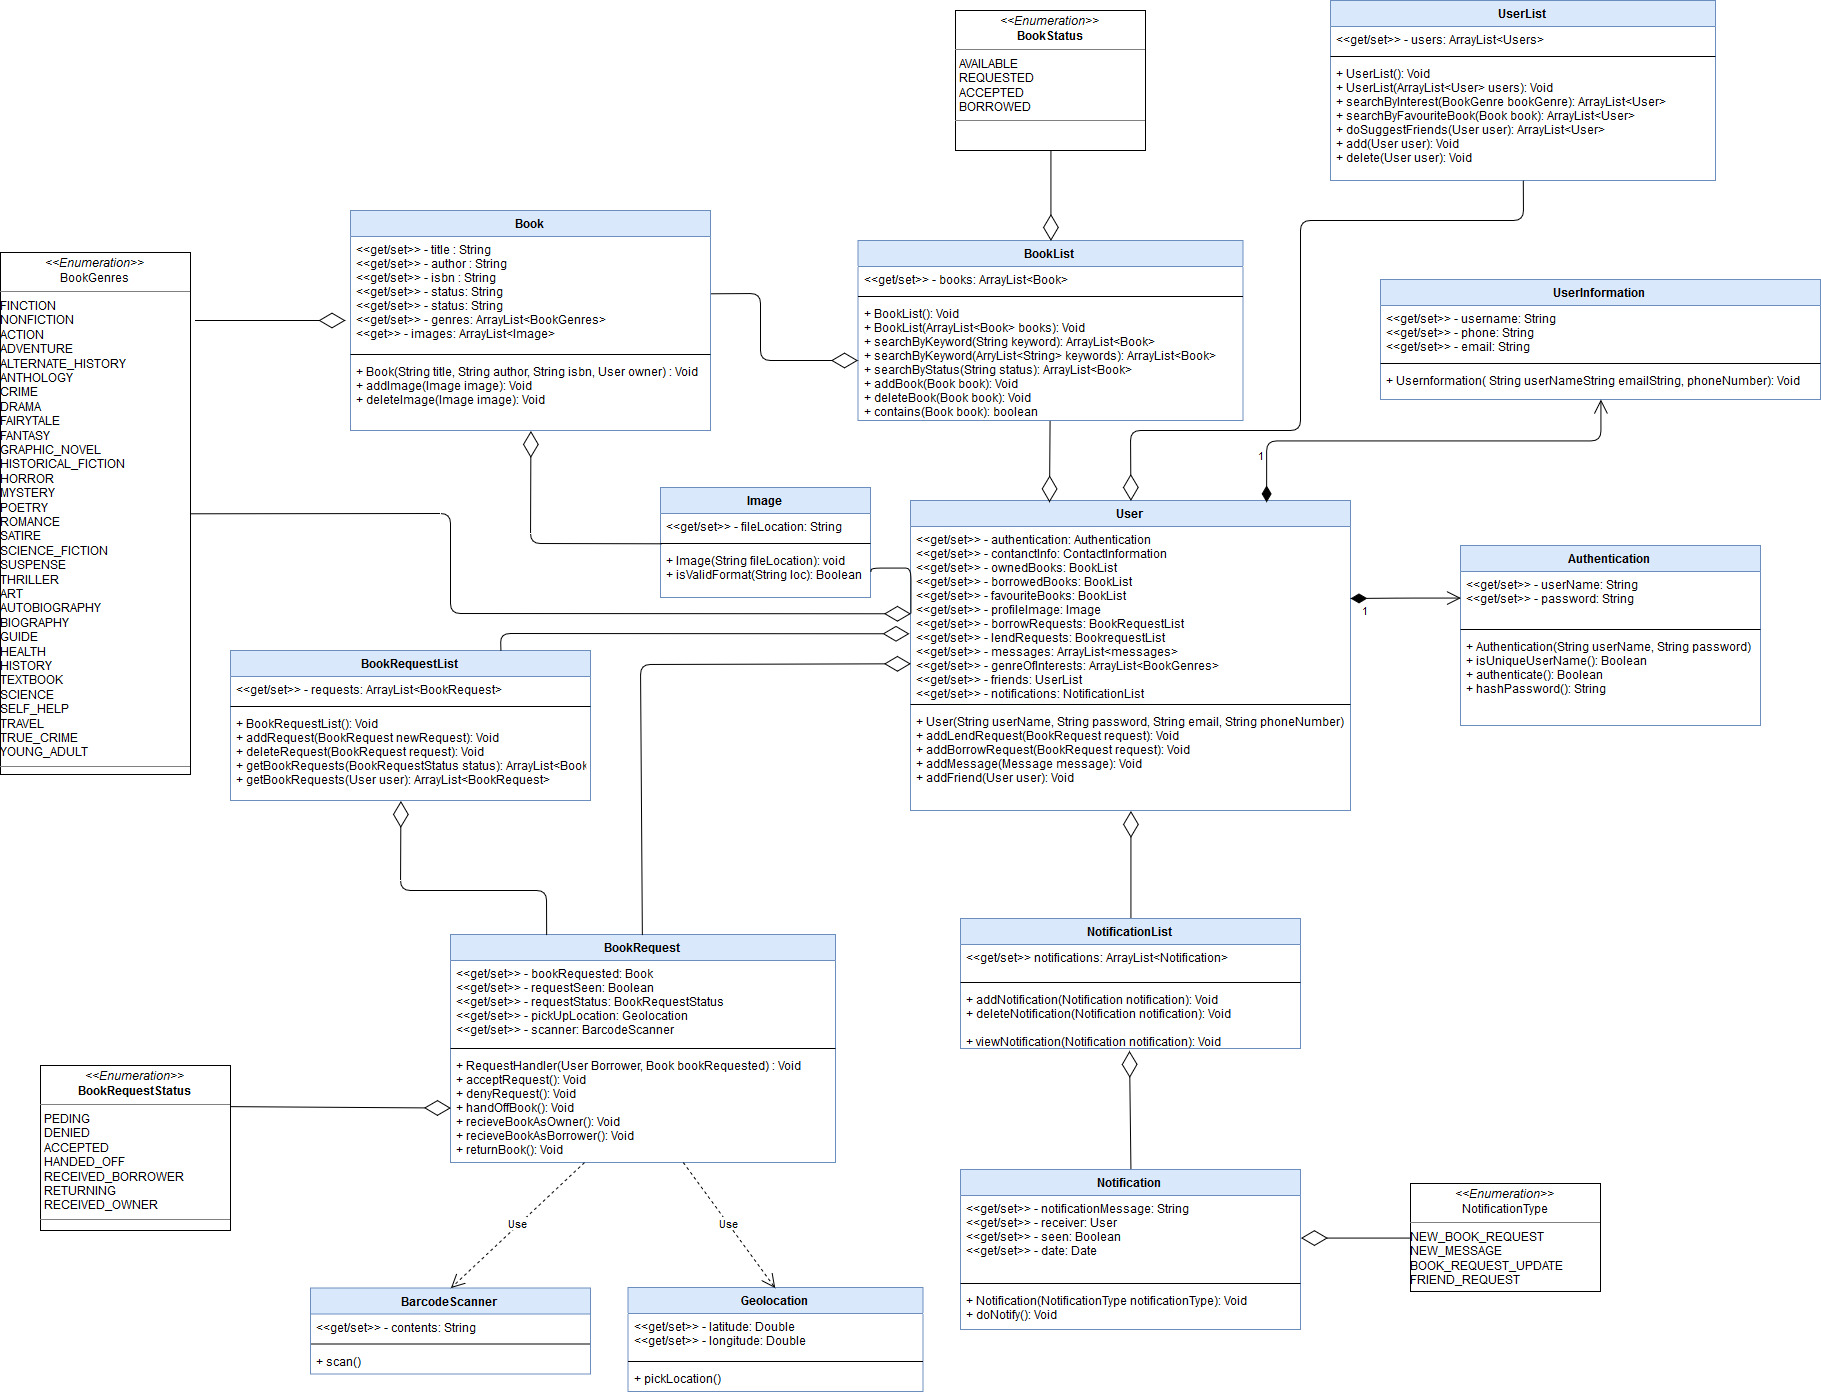 <<Enumeration>>
BookStatus
AVAILABLE
REQUESTED
ACCEPTED
BORROWED
UserList
<<get/set>> - users: ArrayList<Users>
+ UserList(): Void
+ UserList(ArrayList<User> users): Void
+ searchByInterest(BookGenre bookGenre): ArrayList<User>
+ searchByFavouriteBook(Book book): ArrayList<User>
+ doSuggestFriends(User user): ArrayList<User>
+ add(User user): Void
+ delete(User user): Void
Book
<<get/set>> - title : String
<<get/set>> - author : String
<<get/set>> - isbn : String
<<get/set>> - status: String
<<get/set>> - status: String
<<get/set>> - genres: ArrayList<BookGenres>
<<get>> - images: ArrayList<Image>
+ Book(String title, String author, String isbn, User owner) : Void
+ addImage(Image image): Void
+ deleteImage(Image image): Void
<<Enumeration>>
BookGenres
FINCTION
NONFICTION
ACTION
ADVENTURE
ALTERNATE_HISTORY
ANTHOLOGY
CRIME
DRAMA
FAIRYTALE
FANTASY
GRAPHIC_NOVEL
HISTORICAL_FICTION
HORROR
MYSTERY
POETRY
ROMANCE
SATIRE
SCIENCE_FICTION
SUSPENSE
THRILLER
ART
AUTOBIOGRAPHY
BIOGRAPHY
GUIDE
HEALTH
HISTORY
TEXTBOOK
SCIENCE
SELF_HELP
TRAVEL
TRUE_CRIME
YOUNG_ADULT
BookList
<<get/set>> - books: ArrayList<Book>
+ BookList(): Void
+ BookList(ArrayList<Book> books): Void
+ searchByKeyword(String keyword): ArrayList<Book>
+ searchByKeyword(ArryList<String> keywords): ArrayList<Book>
+ searchByStatus(String status): ArrayList<Book>
+ addBook(Book book): Void
+ deleteBook(Book book): Void
+ contains(Book book): boolean
UserInformation
<<get/set>> - username: String
<<get/set>> - phone: String
<<get/set>> - email: String
+ Usernformation( String userNameString emailString, phoneNumber): Void
1
Image
<<get/set>> - fileLocation: String
+ Image(String fileLocation): void
+ isValidFormat(String loc): Boolean
User
<<get/set>> - authentication: Authentication
<<get/set>> - contanctInfo: ContactInformation
<<get/set>> - ownedBooks: BookList
<<get/set>> - borrowedBooks: BookList
<<get/set>> - favouriteBooks: BookList
<<get/set>> - profileImage: Image
<<get/set>> - borrowRequests: BookRequestList
<<get/set>> - lendRequests: BookrequestList
<<get/set>> - messages: ArrayList<messages>
<<get/set>> - genreOfInterests: ArrayList<BookGenres>
<<get/set>> - friends: UserList
<<get/set>> - notifications: NotificationList
+ User(String userName, String password, String email, String phoneNumber)
+ addLendRequest(BookRequest request): Void
+ addBorrowRequest(BookRequest request): Void
+ addMessage(Message message): Void
+ addFriend(User user): Void
1
Authentication
<<get/set>> - userName: String
<<get/set>> - password: String
+ Authentication(String userName, String password)
+ isUniqueUserName(): Boolean
+ authenticate(): Boolean
+ hashPassword(): String
BookRequestList
<<get/set>> - requests: ArrayList<BookRequest>
+ BookRequestList(): Void
+ addRequest(BookRequest newRequest): Void
+ deleteRequest(BookRequest request): Void
+ getBookRequests(BookRequestStatus status): ArrayList<Book
+ getBookRequests(User user): ArrayList<BookRequest>
BookRequest
<<get/set>> - bookRequested: Book
<<get/set>> - requestSeen: Boolean
<<get/set>> - requestStatus: BookRequestStatus
<<get/set>> - pickUpLocation: Geolocation
<<get/set>> - scanner: BarcodeScanner
+ RequestHandler(User Borrower, Book bookRequested) : Void
+ acceptRequest(): Void
+ denyRequest(): Void
+ handOffBook(): Void
+ recieveBookAsOwner(): Void
+ recieveBookAsBorrower(): Void
+ returnBook(): Void
NotificationList
<<get/set>> notifications: ArrayList<Notification>
+ addNotification(Notification notification): Void
+ deleteNotification(Notification notification): Void
+ viewNotification(Notification notification): Void
<<Enumeration>>
BookRequestStatus
PEDING
DENIED
ACCEPTED
HANDED_OFF
RECEIVED_BORROWER
RETURNING
RECEIVED_OWNER
Use
Use
Notification
<<get/set>> - notificationMessage: String
<<get/set>> - receiver: User
<<get/set>> - seen: Boolean
<<get/set>> - date: Date
+ Notification(NotificationType notificationType): Void
+ doNotify(): Void
<<Enumeration>>
NotificationType
NEW_BOOK_REQUEST
NEW_MESSAGE
BOOK_REQUEST_UPDATE
FRIEND_REQUEST
BarcodeScanner
<<get/set>> - contents: String
+ scan()
Geolocation
<<get/set>> - latitude: Double
<<get/set>> - longitude: Double
+ pickLocation()